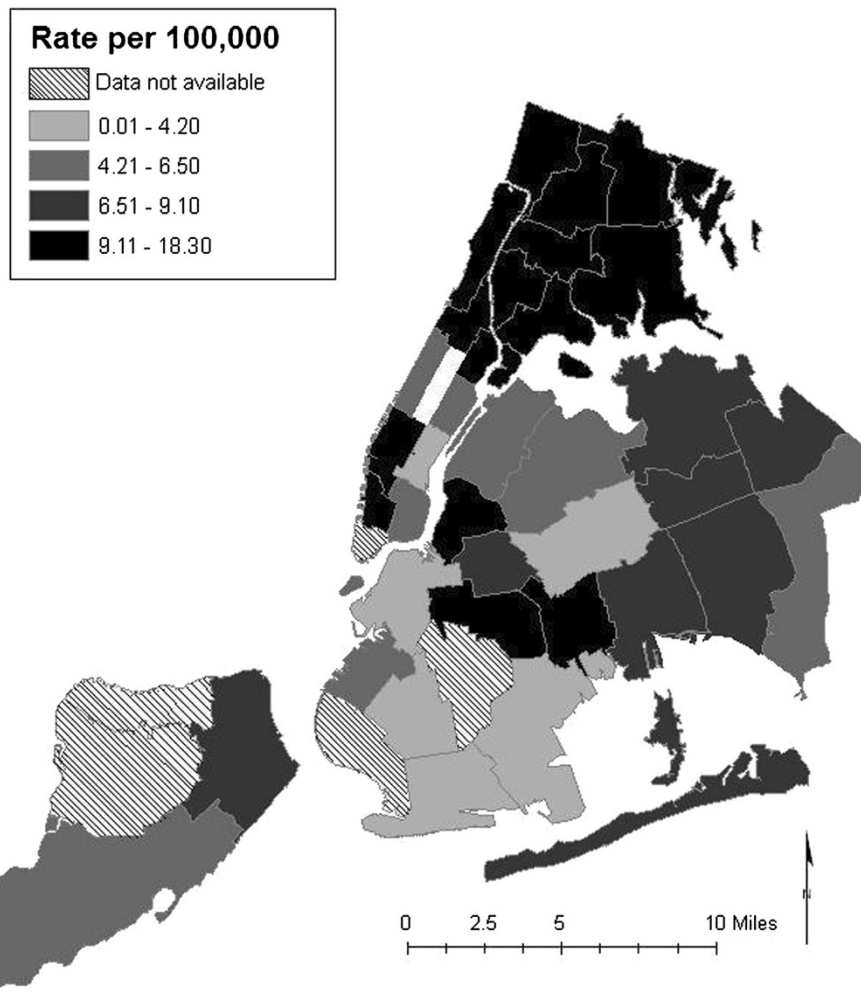 Rate per 100,000
Data not available
0.01 - 4.20
4.21 - 6.50
6.51 - 9.10
9.11 - 18.30
N
0 2.5 5 10 Miles